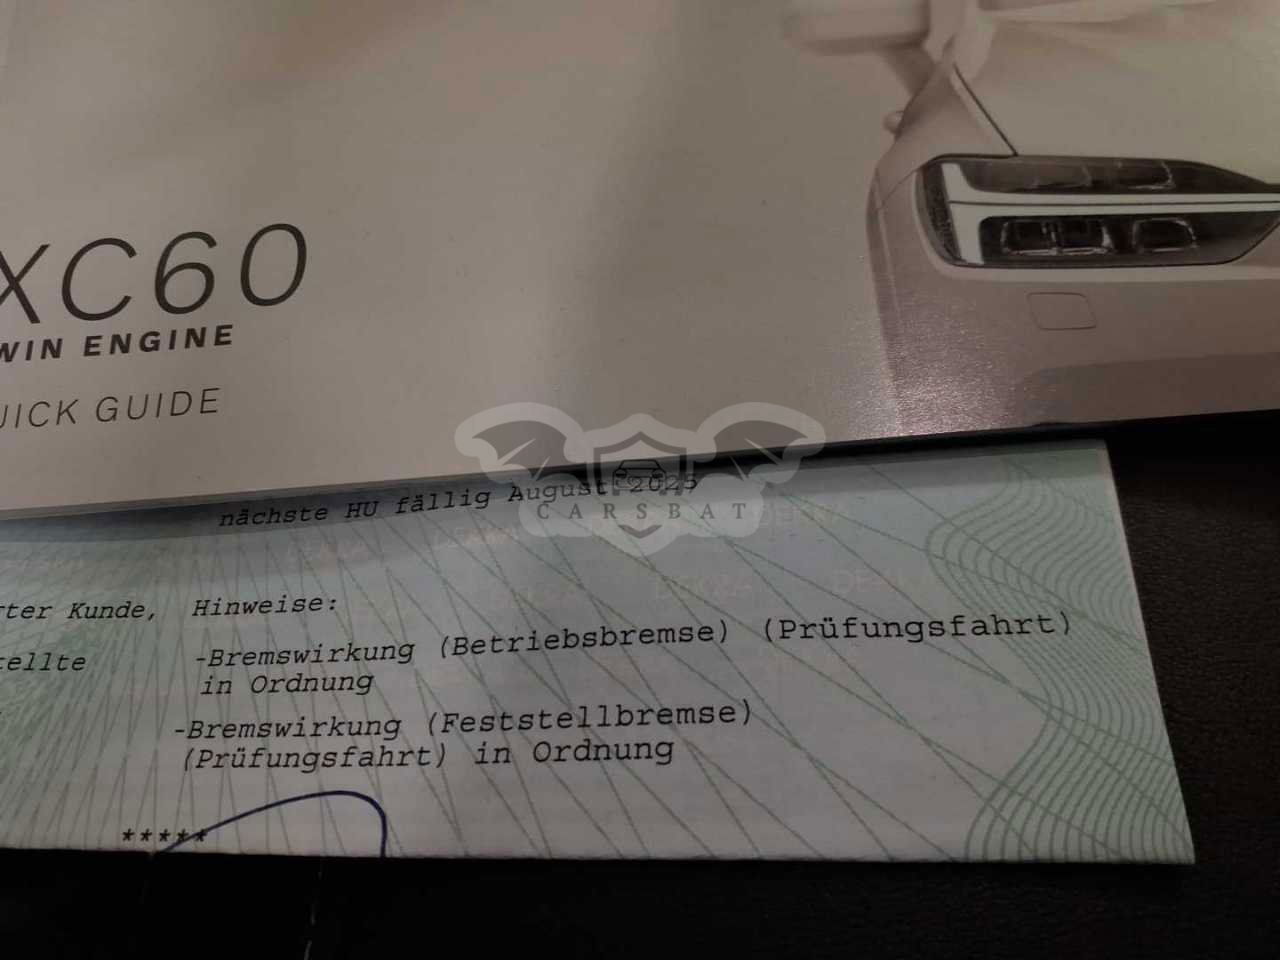 XC60
WIN ENGINE
UICK GUIDE
CARSBAT
nächste HU fällig August 2025
rter Kunde, Hinweise:
tellte
-Bremswirkung (Betriebsbremse) (Prüfungsfahrt)
in Ordnung
-Bremswirkung (Feststellbremse)
(Prüfungsfahrt) in Ordnung
*****